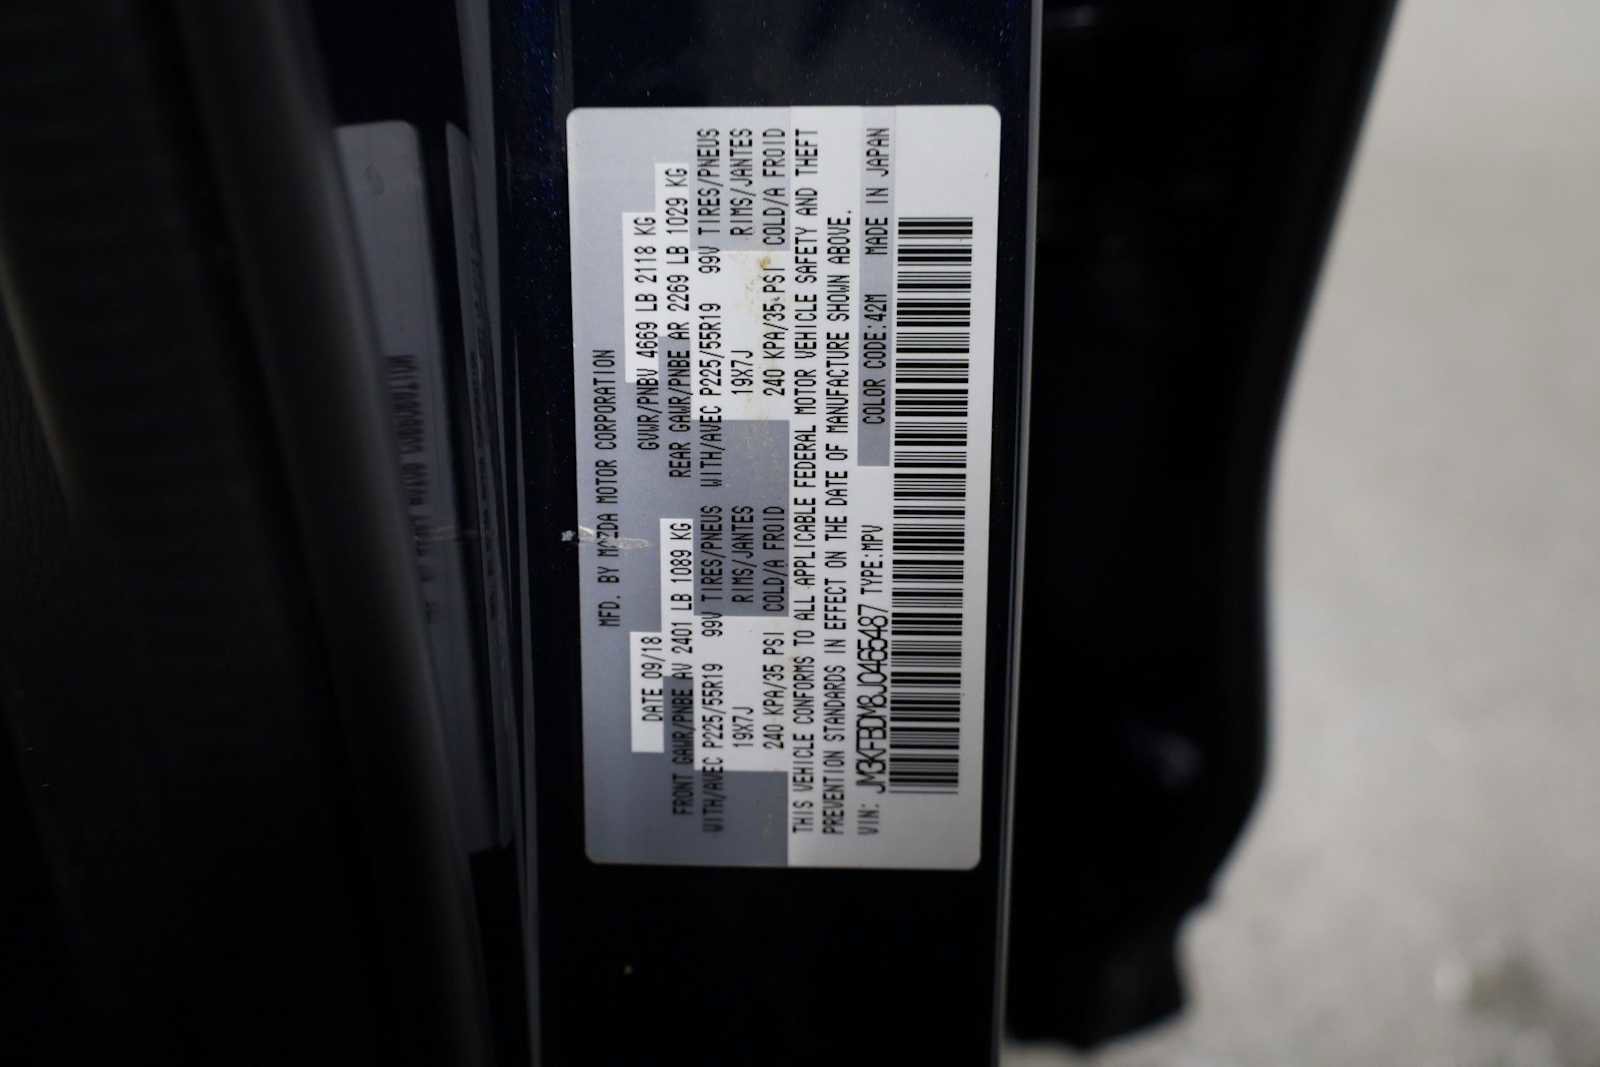 MFD. BY MAZDA MOTOR CORPORATION
DATE 09/18 GVWR/PNBV 4669 LB 2118 KG
FRONT GAWR/PNBE AV 2401 LB 1089 KG REAR GAWR/PNBE AR 2269 LB 1029 KG
WITH/AVEC P225/55R19 99V TIRES/PNEUS WITH/AVEC P225/55R19 99V TIRES/PNEUS
19X7J RIMS/JANTES 19X7J RIMS/JANTES
240 KPA/35 PSI COLD/A FROID 240 KPA/35 PSI COLD/A FROID
THIS VEHICLE CONFORMS TO ALL APPLICABLE FEDERAL MOTOR VEHICLE SAFETY AND THEFT
PREVENTION STANDARDS IN EFFECT ON THE DATE OF MANUFACTURE SHOWN ABOVE.
VIN: JM3KFBDM8J0465487 TYPE:MPV COLOR CODE:42M MADE IN JAPAN